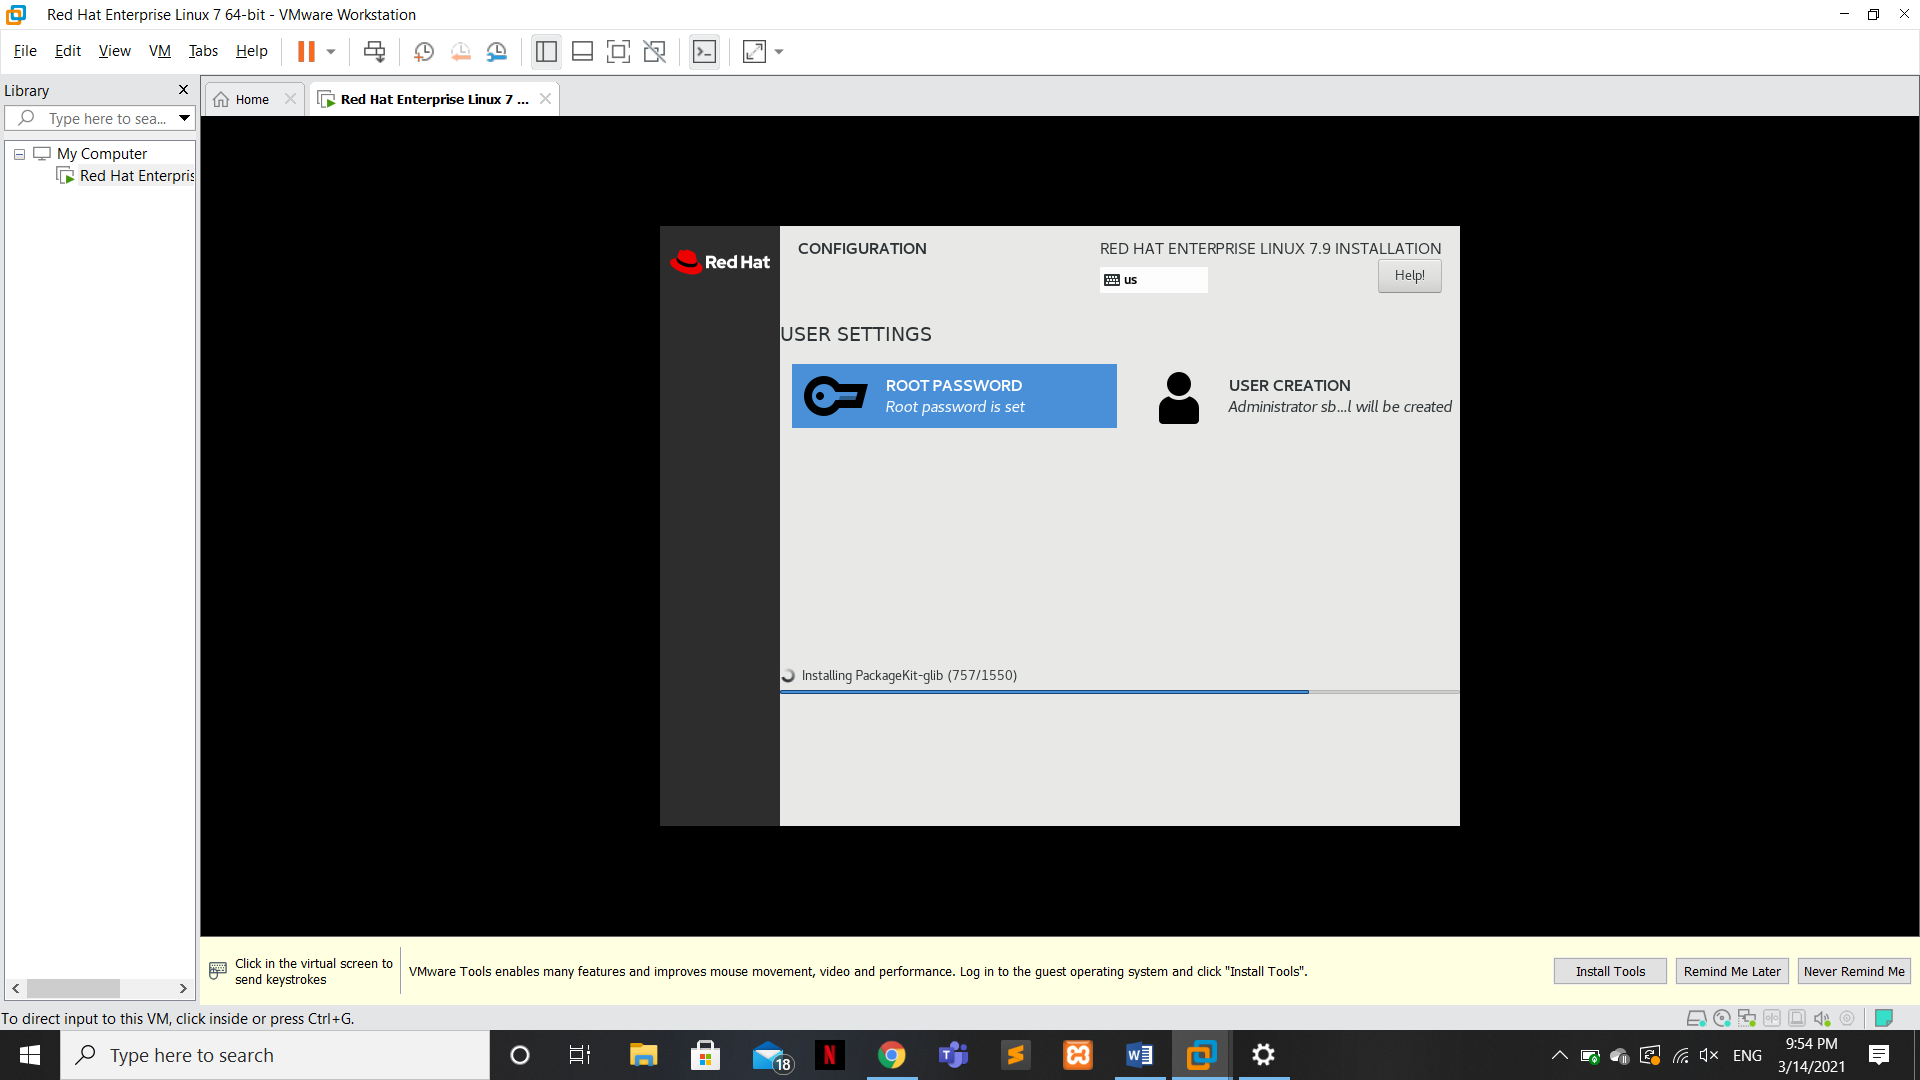 Red Hat Enterprise Linux 7 64-bit - VMware Workstation
File Edit View VM Tabs Help
Library
Type here to sea...
My Computer
Red Hat Enterpris
Home
Red Hat Enterprise Linux 7 ...
Red Hat
CONFIGURATION
RED HAT ENTERPRISE LINUX 7.9 INSTALLATION
us
Help!
USER SETTINGS
ROOT PASSWORD
Root password is set
USER CREATION
Administrator sb...l will be created
Installing PackageKit-glib (757/1550)
Click in the virtual screen to
send keystrokes
VMware Tools enables many features and improves mouse movement, video and performance. Log in to the guest operating system and click "Install Tools".
Install Tools
Remind Me Later
Never Remind Me
To direct input to this VM, click inside or press Ctrl+G.
Type here to search
18
N
ENG
9:54 PM
3/14/2021